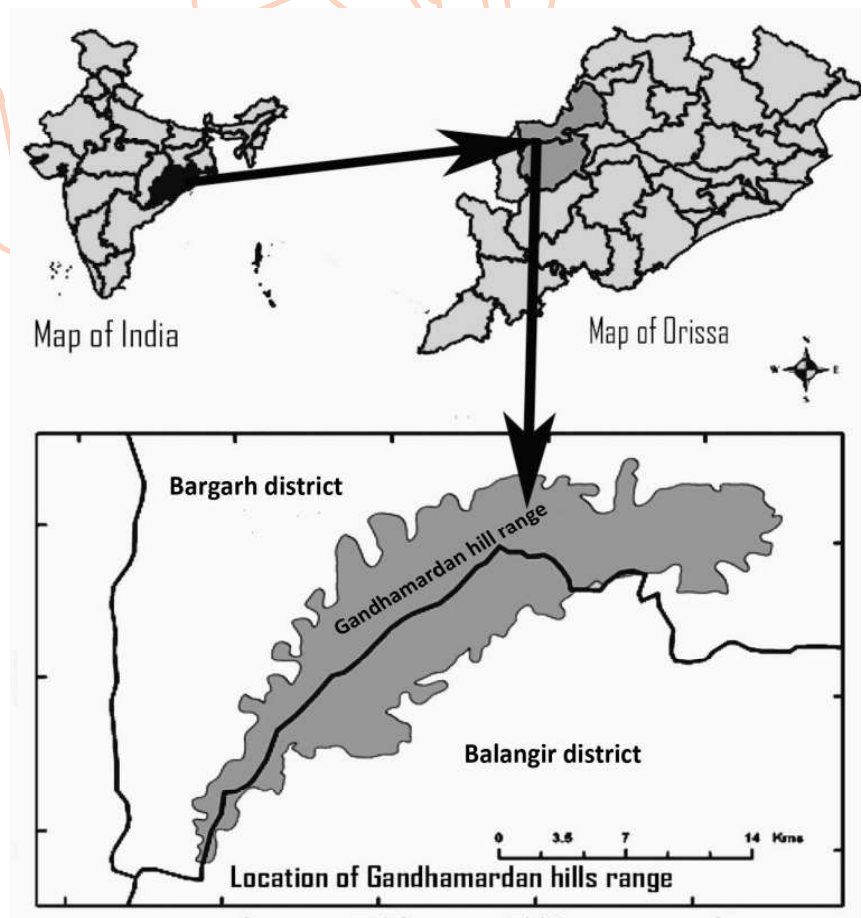 Map of India
Map of Orissa
N
W E
S
Bargarh district
Gandhamardan hill range
Balangir district
0 3.5 7 14 Kms
Location of Gandhamardan hills range